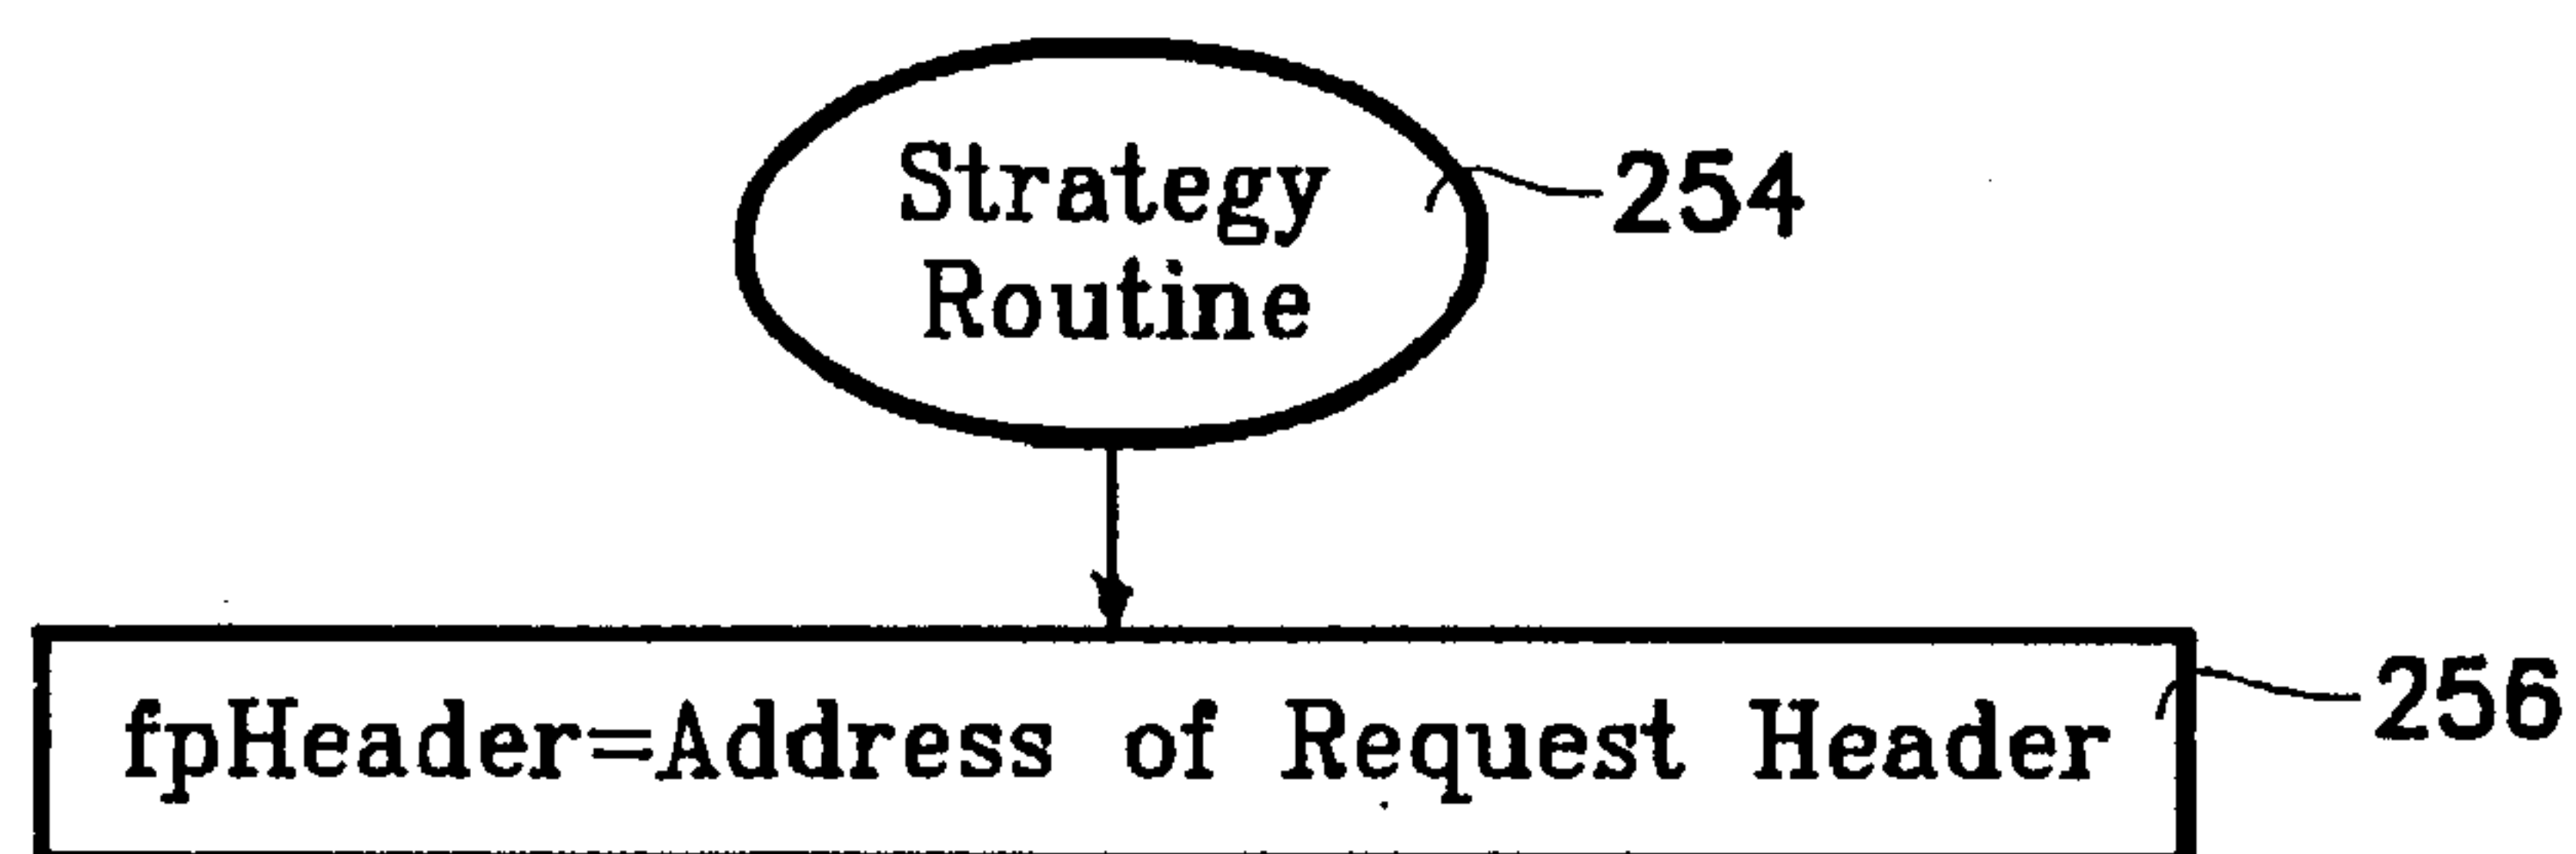 Strategy
Routine
254
fpHeader=Address of Request Header
256